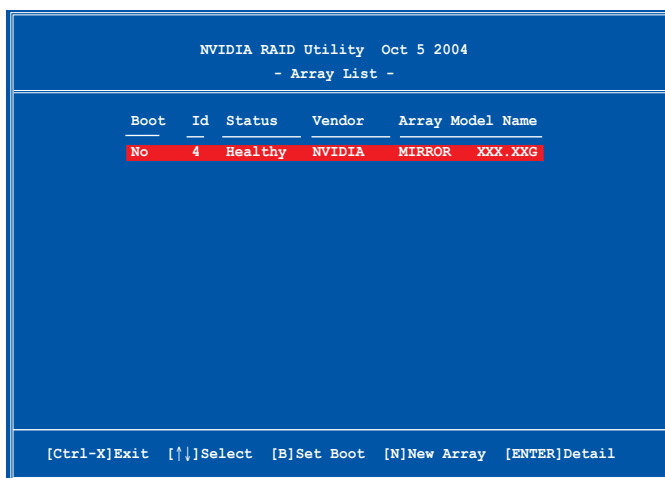 NVIDIA RAID Utility Oct 5 2004
- Array List -
Boot Id Status Vendor Array Model Name
No 4 Healthy NVIDIA MIRROR XXX.XXG
[Ctrl-X]Exit [↑↓]Select [B]Set Boot [N]New Array [ENTER]Detail